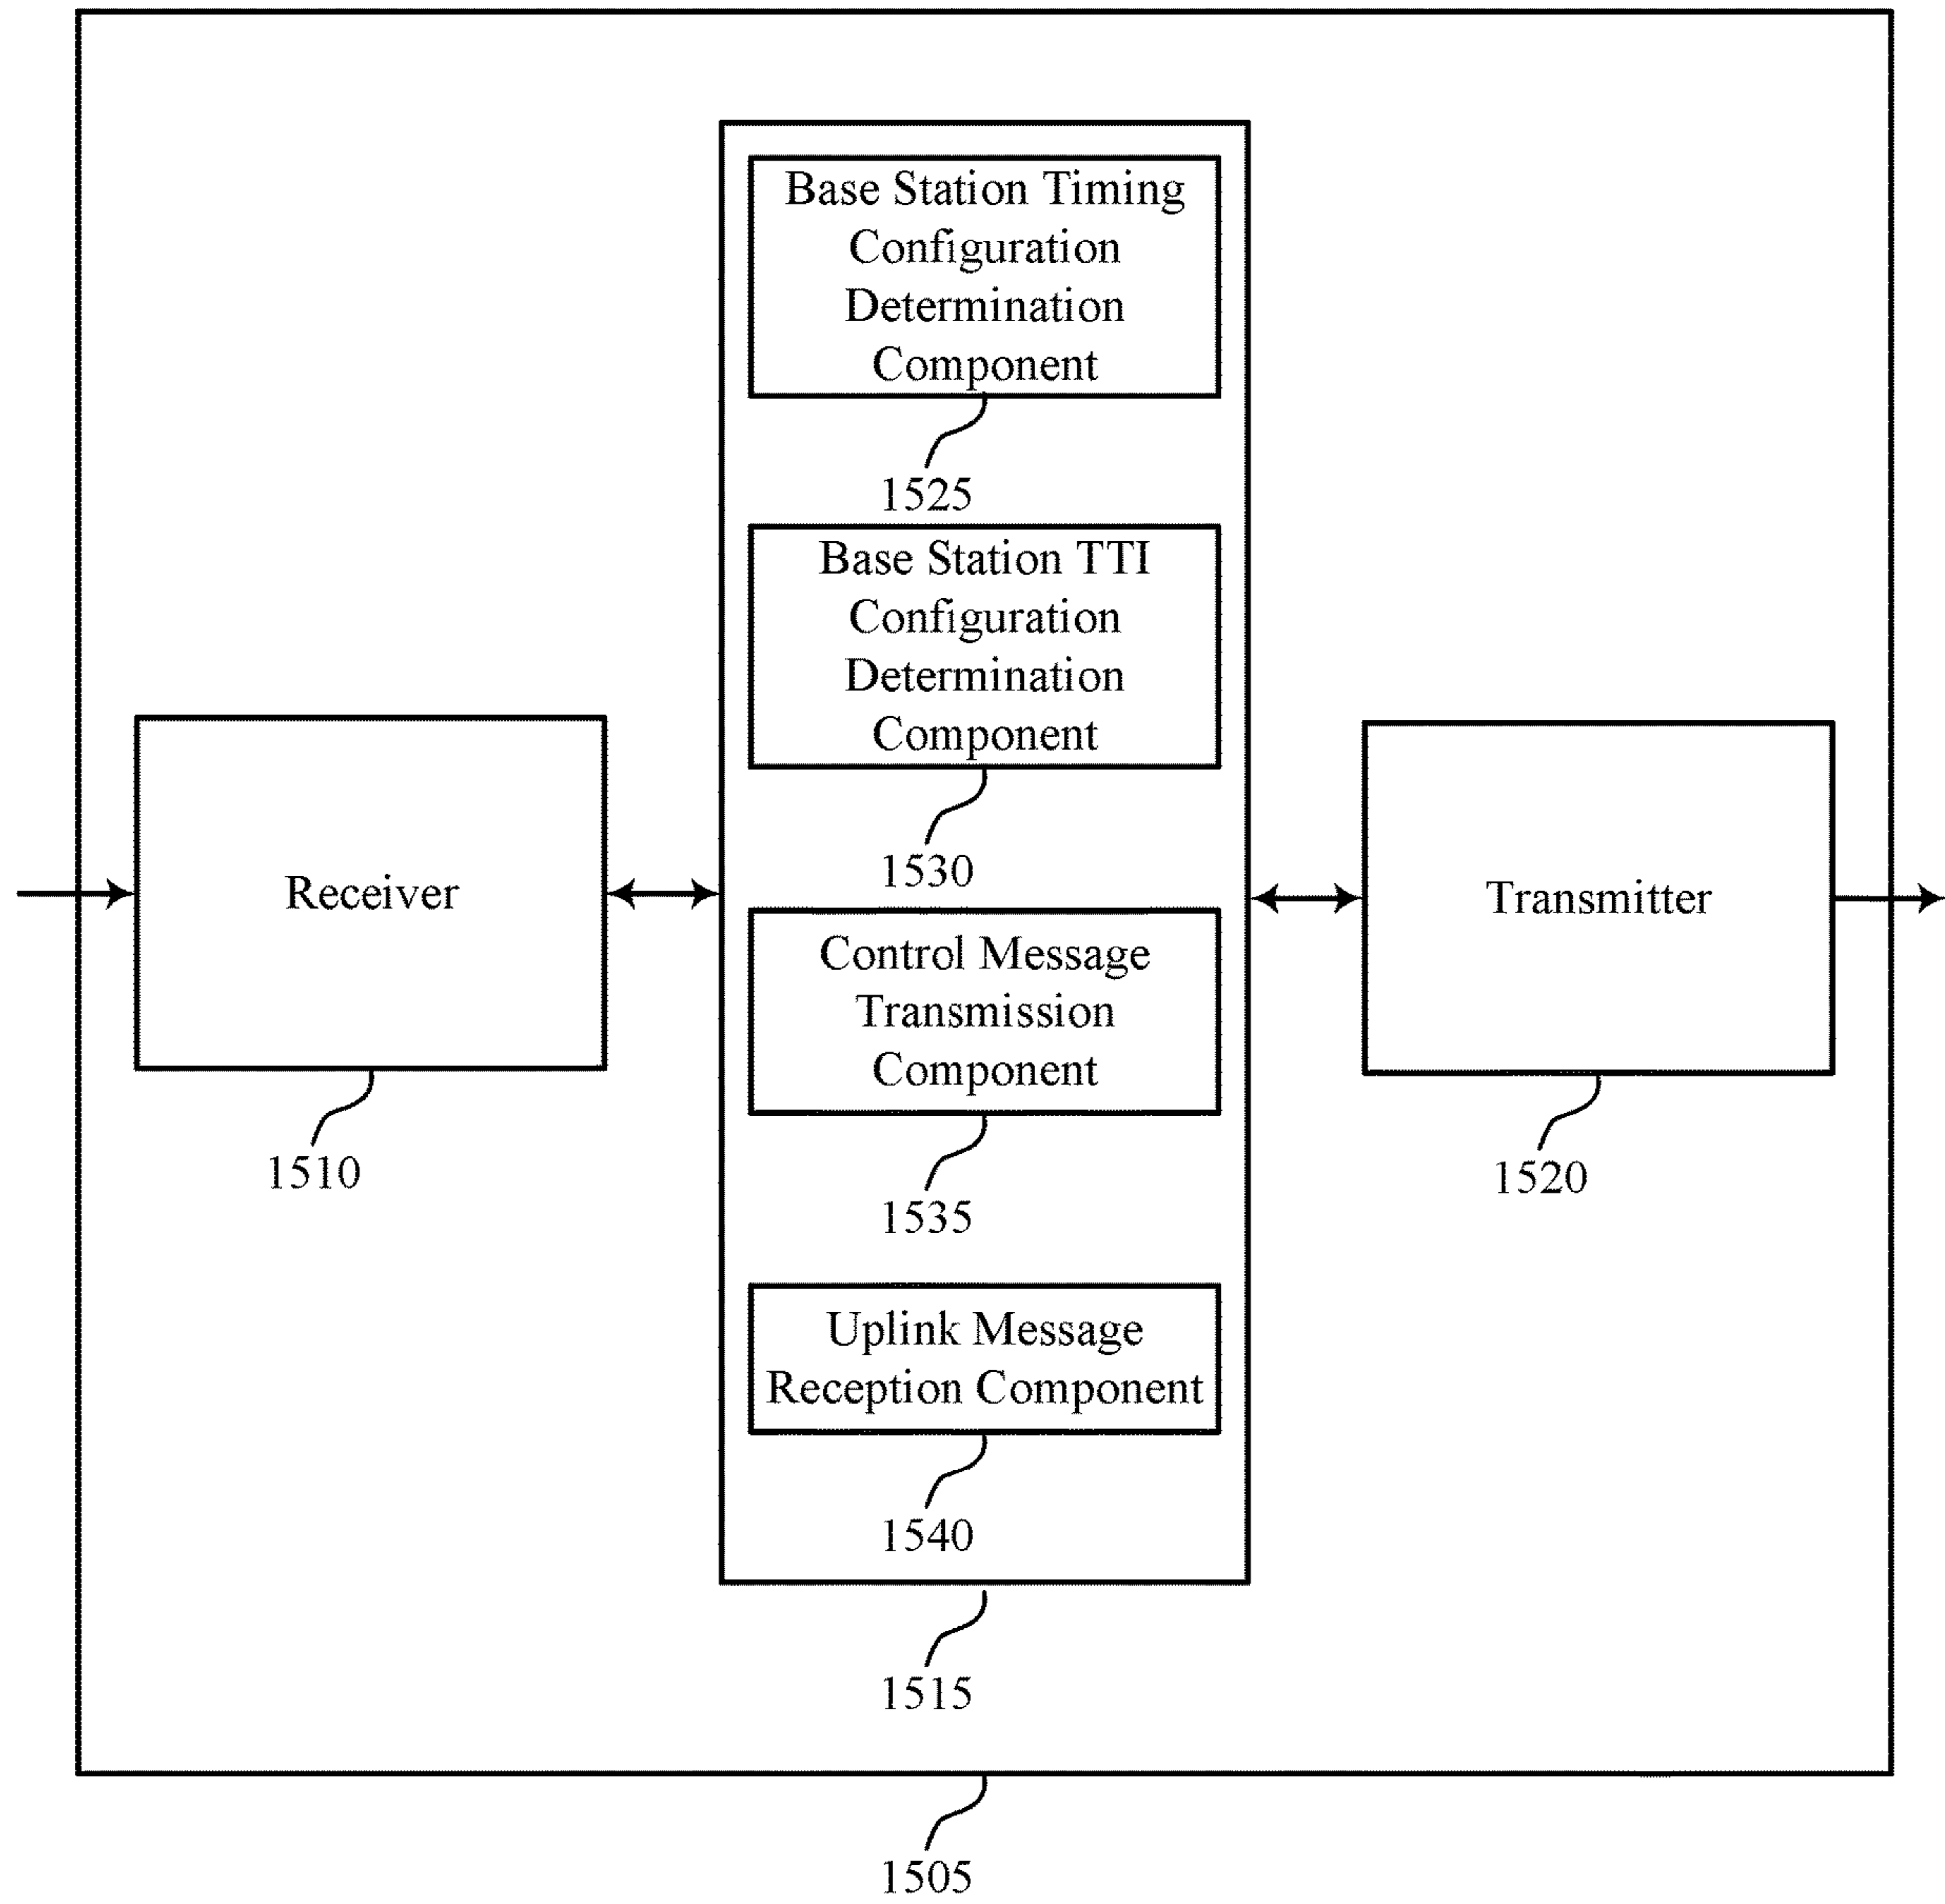 Base Station Timing
Configuration
Determination
Component
1525
Base Station TTI
Configuration
Determination
Component
1530
Receiver
1510
Control Message
Transmission
Component
1535
Transmitter
1520
Uplink Message
Reception Component
1540
1515
1505